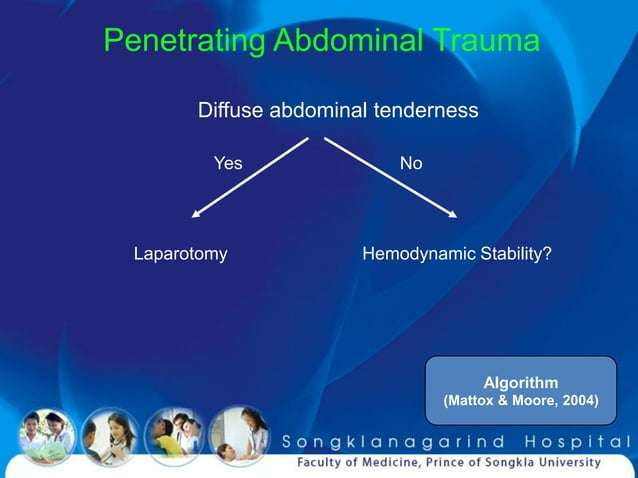 Penetrating Abdominal Trauma
Diffuse abdominal tenderness
Yes No
Laparotomy Hemodynamic Stability?
Algorithm
(Mattox & Moore, 2004)
Songklanagarind Hospital
Faculty of Medicine, Prince of Songkla University